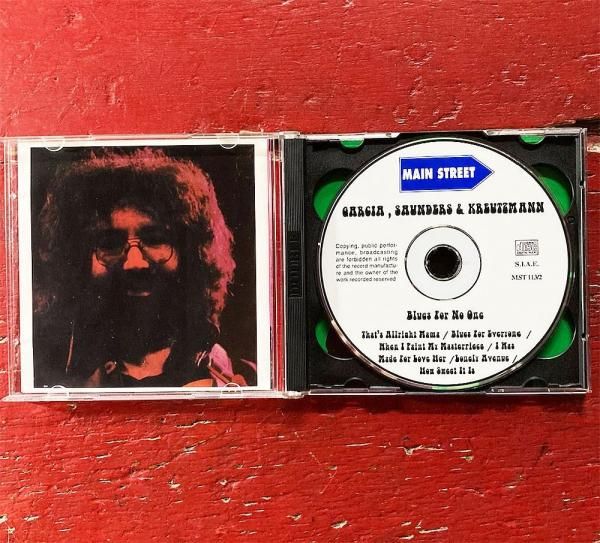 MAIN STREET
GARCIA , SAUNDERS & KREUTZMANN
Copying, public perfor-
mance, broadcasting
are forbidden all rights
of the record manufactu-
re and the owner of the
work recorded reserved
S.I.A.E.
MST 113/2
Blues For No One
That's Allright Mama / Blues For Everyone /
When I Paint My Masterpiece / I Was
Made For Love Her / Lonely Avenue /
How Sweet It Is